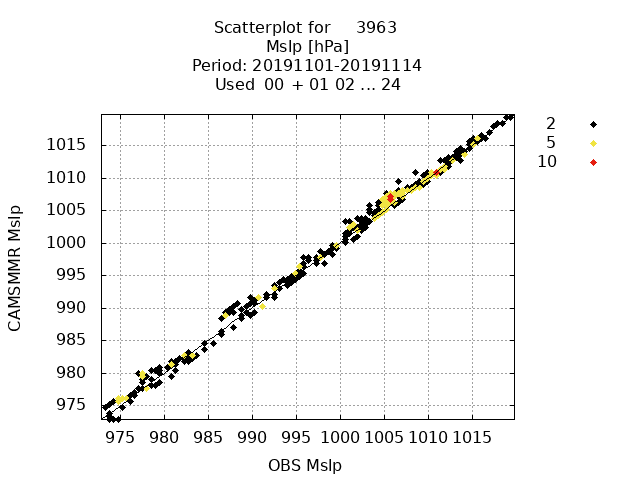 Scatterplot for 3963
Mslp [hPa]
Period: 20191101-20191114
Used 00 + 01 02 ... 24
2
5
10
1015
1010
1005
1000
995
990
985
980
975
CAMSMMR Mslp
975 980 985 990 995 1000 1005 1010 1015
OBS Mslp